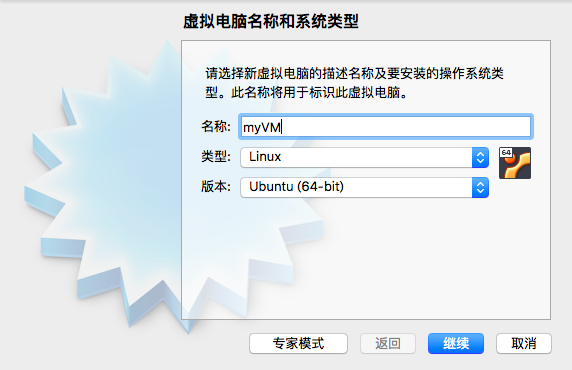 虚拟电脑名称和系统类型
请选择新虚拟电脑的描述名称及要安装的操作系统类
型。此名称将用于标识此虚拟电脑。
名称: myVM
类型: Linux
64
版本: Ubuntu (64-bit)
专家模式 返回 继续 取消